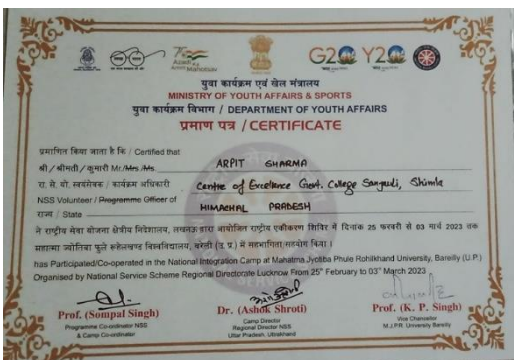 75
Azadi Ka
Amrit Mahotsav
G20 Y20
युवा कार्यक्रम एवं खेल मंत्रालय
MINISTRY OF YOUTH AFFAIRS & SPORTS
युवा कार्यक्रम विभाग / DEPARTMENT OF YOUTH AFFAIRS
प्रमाण पत्र / CERTIFICATE
प्रमाणित किया जाता है कि / Certified that
श्री / श्रीमती / कुमारी Mr./Mrs./Ms. ARPIT SHARMA
रा. से. यो. स्वयंसेवक / कार्यक्रम अधिकारी Centre of Excellence Govt. College Sanjauli, Shimla
NSS Volunteer / Programme Officer of
राज्य / State HIMACHAL PRADESH
ने राष्ट्रीय सेवा योजना क्षेत्रीय निदेशालय, लखनऊ द्वारा आयोजित राष्ट्रीय एकीकरण शिविर में दिनांक 25 फरवरी से 03 मार्च 2023 तक
महात्मा ज्योतिबा फुले रुहेलखण्ड विश्वविद्यालय, बरेली (उ. प्र.) में सहभागिता/सहयोग किया ।
has Participated/Co-operated in the National Integration Camp at Mahatma Jyotiba Phule Rohilkhand University, Bareilly (U.P.)
Organised by National Service Scheme Regional Directorate Lucknow From 25th February to 03rd March 2023
Prof. (Sompal Singh) Dr. (Ashok Shroti) Prof. (K. P. Singh)
Programme Co-ordinator NSS Camp Director Vice Chancellor
& Camp Co-ordinator Regional Director NSS M.J.P.R. University Bareilly
Uttar Pradesh, Uttrakhand